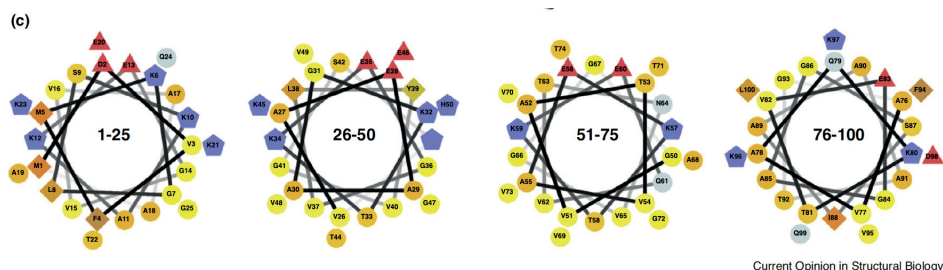 (c)
E20
D2 E13 Q24
S9 K6
V16 A17
K23 M5 K10
K12 1-25 V3 K21
A19 M1 G14
L8 G7
V15 A18 G25
F4 A11
T22
V49 E46
S42 E35
G31 E28
L38 Y39
K45 A27 K32 H50
K34 26-50
G41 G36
A30 A29
V48 V37 V40 G47
V26 T33
T44
T74
E56 G67 E60 T71
T63 T53
V70 A52 N64
K59 51-75 K57
G66 G50 A68
A55 Q61
V73 V62 V54
V51 T58 V65 G72
V69
K97
G86 Q79 A90
G93 E83
L100 V82 A76 F94
A89 S87
K96 A78 76-100 K80 D98
A85 A91
T92 G84
T81 I88 V77
Q99 V95
Current Opinion in Structural Biology